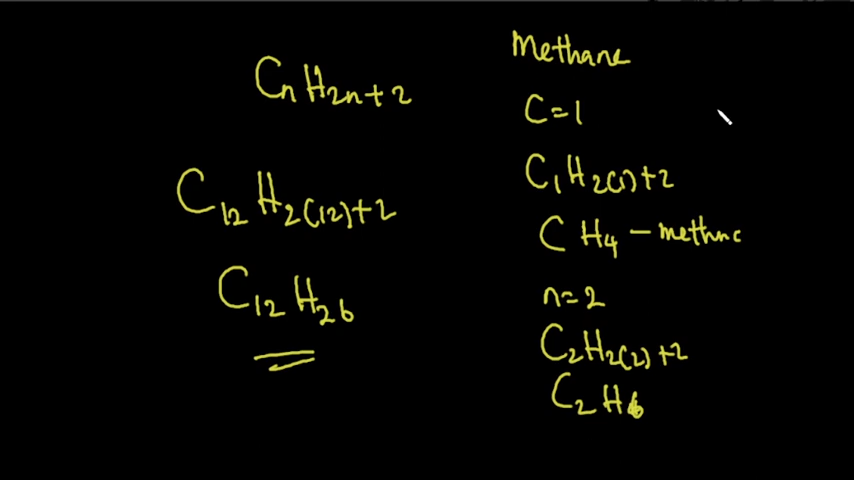 CnH2n+2
C12H2(12)+2
C12H26
Methane
C=1
C1H2(1)+2
CH4 - methane
n=2
C2H2(2)+2
C2H6